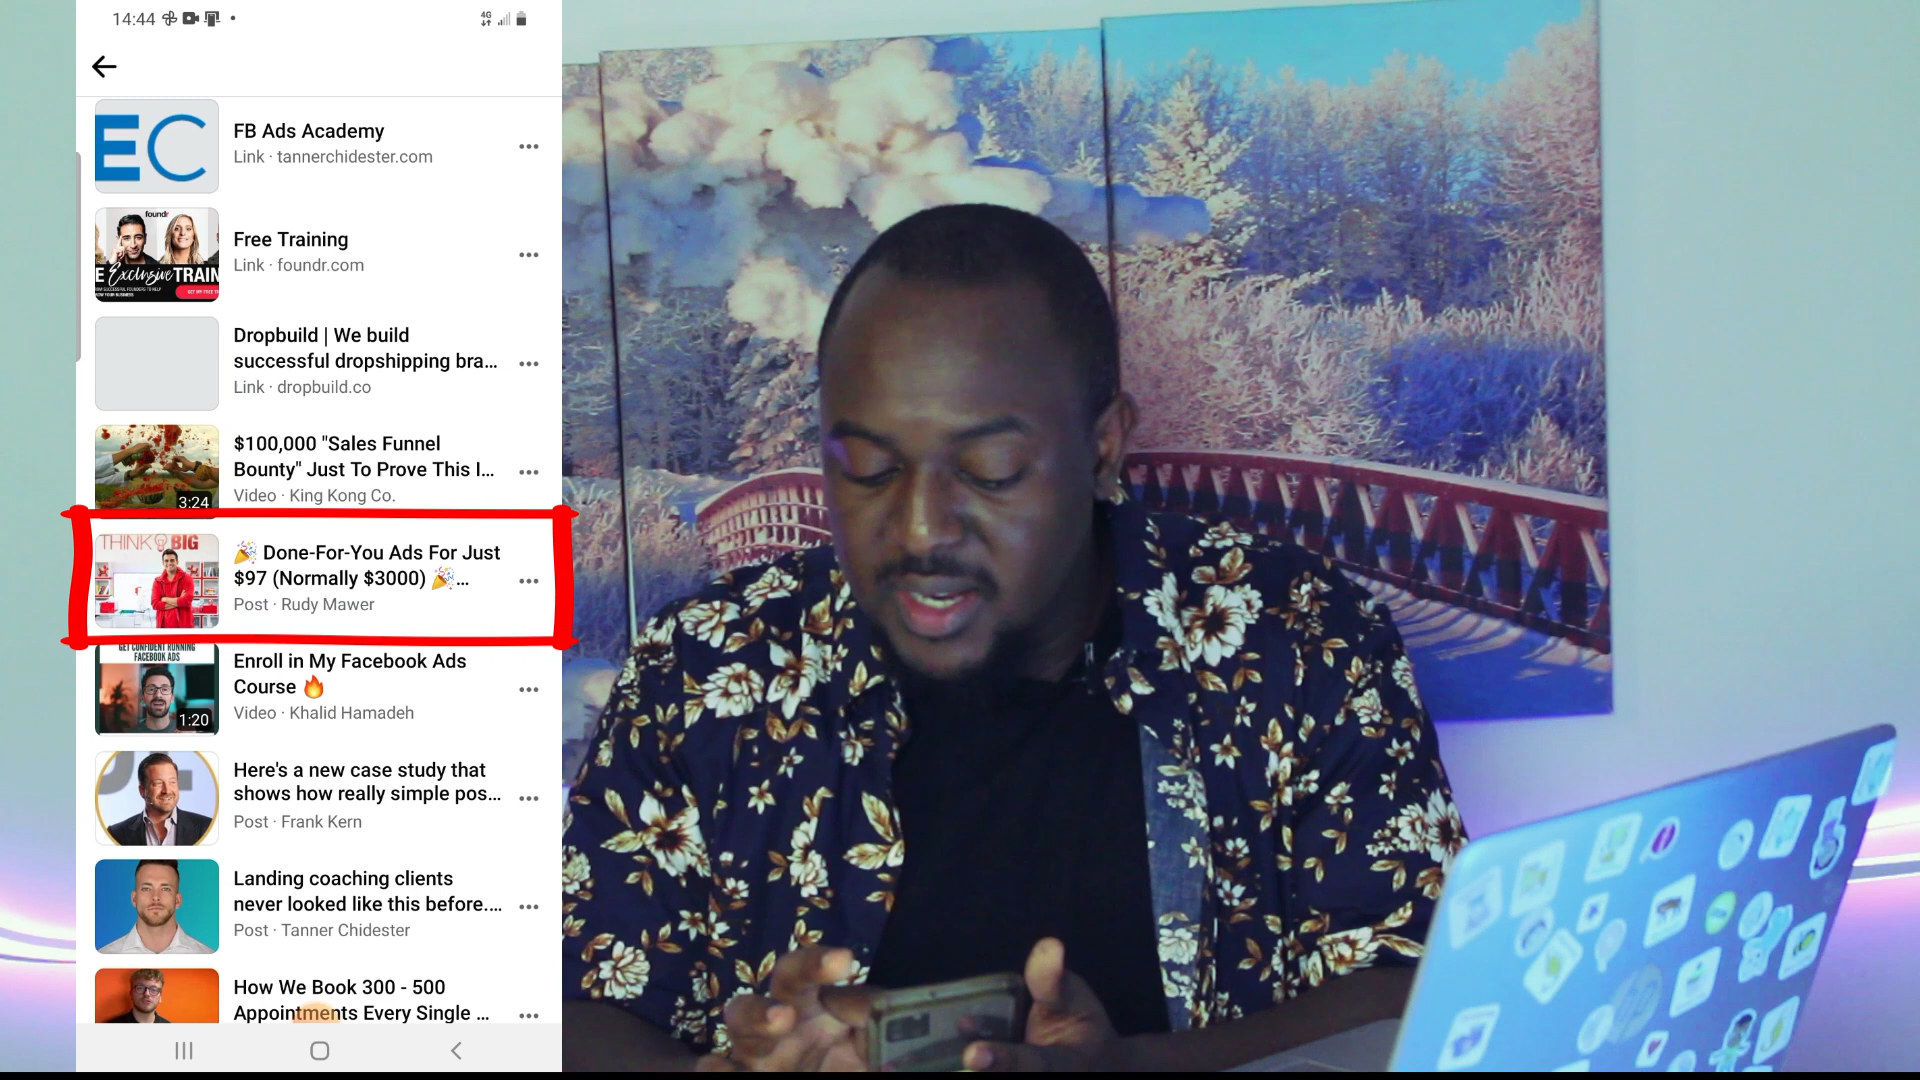 14:44
4G
EC
FB Ads Academy
Link · tannerchidester.com
foundr
E Exclusive TRAIN
Free Training
Link · foundr.com
Dropbuild | We build
successful dropshipping bra...
Link · dropbuild.co
3:24
$100,000 "Sales Funnel
Bounty" Just To Prove This I...
Video · King Kong Co.
THINK BIG
🎉 Done-For-You Ads For Just
$97 (Normally $3000) 🎉...
Post · Rudy Mawer
GET CONFIDENT RUNNING
FACEBOOK ADS
1:20
Enroll in My Facebook Ads
Course 🔥
Video · Khalid Hamadeh
Here's a new case study that
shows how really simple pos...
Post · Frank Kern
Landing coaching clients
never looked like this before....
Post · Tanner Chidester
How We Book 300 - 500
Appointments Every Single ...